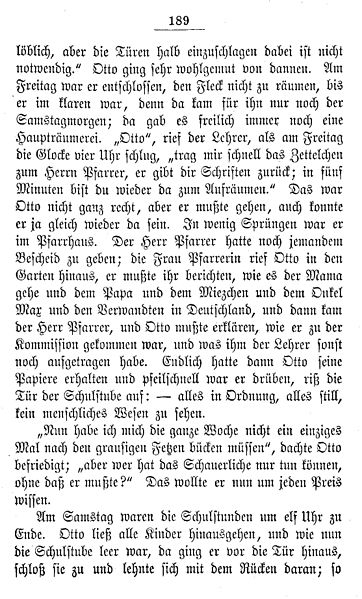 189
löblich, aber die Türen halb einzuschlagen dabei ist nicht
notwendig.“ Otto ging sehr wohlgemut von dannen. Am
Freitag war er entschlossen, den Fleck nicht zu räumen, bis
er im klaren war, denn da kam für ihn nur noch der
Samstagmorgen; da gab es freilich immer noch eine
Haupträumerei. „Otto“, rief der Lehrer, als am Freitag
die Glocke vier Uhr schlug, „trag mir schnell das Zettelchen
zum Herrn Pfarrer, er gibt dir Schriften zurück; in fünf
Minuten bist du wieder da zum Aufräumen.“ Das war
Otto nicht ganz recht, aber er mußte gehen, auch konnte
er ja gleich wieder da sein. In wenig Sprüngen war er
im Pfarrhaus. Der Herr Pfarrer hatte noch jemandem
Bescheid zu geben; die Frau Pfarrerin rief Otto in den
Garten hinaus, er mußte ihr berichten, wie es der Mama
gehe und dem Papa und dem Miezchen und dem Onkel
Max und den Verwandten in Deutschland, und dann kam
der Herr Pfarrer, und Otto mußte erklären, wie er zu der
Kommission gekommen war, und was ihm der Lehrer sonst
noch aufgetragen habe. Endlich hatte dann Otto seine
Papiere erhalten und pfeilschnell war er drüben, riß die
Tür der Schulstube auf: — alles in Ordnung, alles still,
kein menschliches Wesen zu sehen.
„Nun habe ich mich die ganze Woche nicht ein einziges
Mal nach den grausigen Fetzen bücken müssen“, dachte Otto
befriedigt; „aber wer hat das Schauerliche nur tun können,
ohne daß er mußte?“ Das wollte er nun um jeden Preis
wissen.
Am Samstag waren die Schulstunden um elf Uhr zu
Ende. Otto ließ alle Kinder hinausgehen, und wie nun
die Schulstube leer war, da ging er vor die Tür hinaus,
schloß sie zu und lehnte sich mit dem Rücken daran; so